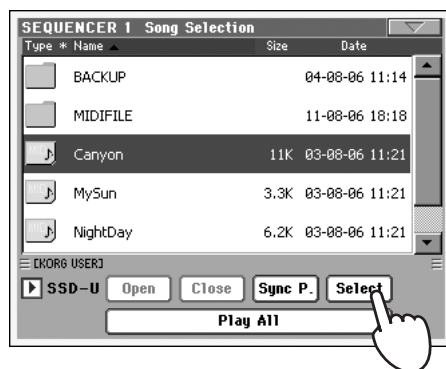 SEQUENCER 1 Song Selection
Type * Name Size Date
BACKUP 04-08-06 11:14
MIDIFILE 11-08-06 18:18
Canyon 11K 03-08-06 11:21
MySun 3.3K 03-08-06 11:21
NightDay 6.2K 03-08-06 11:21
[KORG USER]
SSD-U Open Close Sync P. Select
Play All